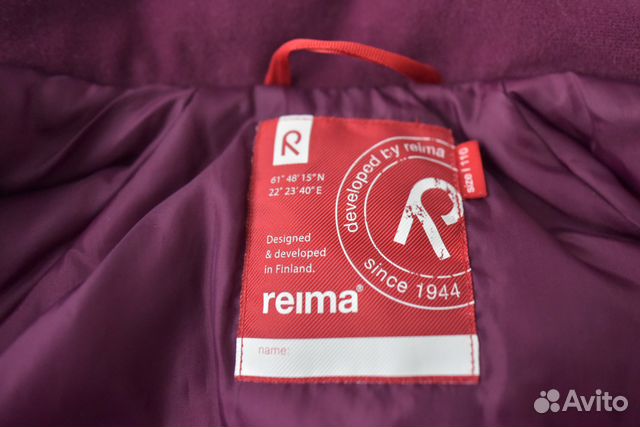 R
61° 48' 15" N
22° 23' 40" E
developed by reima
since 1944
R
size / 110
Designed
& developed
in Finland.
reima®
name:
Avito